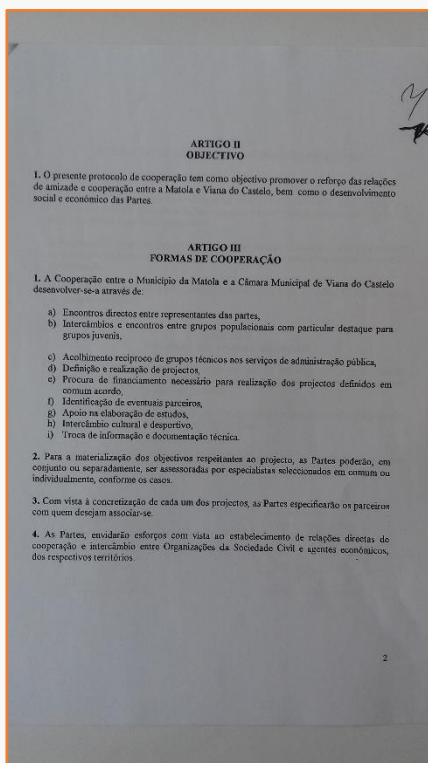 ARTIGO II
OBJECTIVO
1. O presente protocolo de cooperação tem como objectivo promover o reforço das relações
de amizade e cooperação entre a Matola e Viana do Castelo, bem como o desenvolvimento
social e económico das Partes.
ARTIGO III
FORMAS DE COOPERAÇÃO
1. A Cooperação entre o Município da Matola e a Câmara Municipal de Viana do Castelo
desenvolver-se-a através de:
a) Encontros directos entre representantes das partes,
b) Intercâmbios e encontros entre grupos populacionais com particular destaque para
grupos juvenis,
c) Acolhimento recíproco de grupos técnicos nos serviços de administração pública,
d) Definição e realização de projectos,
e) Procura de financiamento necessário para realização dos projectos definidos em
comum acordo,
f) Identificação de eventuais parceiros,
g) Apoio na elaboração de estudos,
h) Intercâmbio cultural e desportivo,
i) Troca de informação e documentação técnica.
2. Para a materialização dos objectivos respeitantes ao projecto, as Partes poderão, em
conjunto ou separadamente, ser assessoradas por especialistas seleccionados em comum ou
individualmente, conforme os casos.
3. Com vista à concretização de cada um dos projectos, as Partes especificarão os parceiros
com quem desejam associar-se.
4. As Partes, envidarão esforços com vista ao estabelecimento de relações directas de
cooperação e intercâmbio entre Organizações da Sociedade Civil e agentes económicos,
dos respectivos territórios.
2